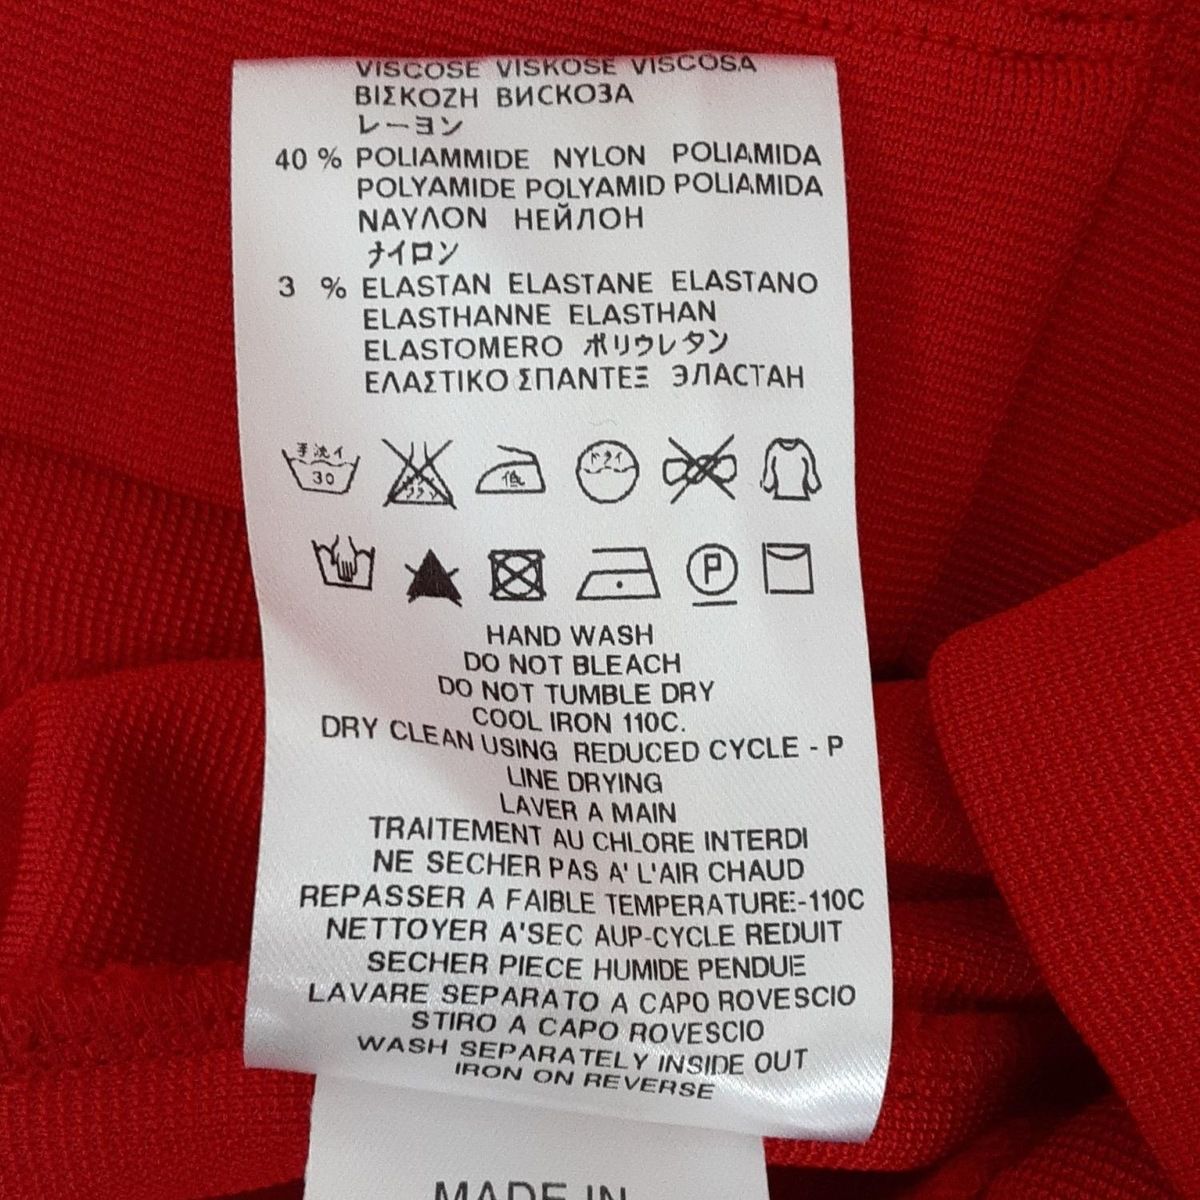 VISCOSE VISKOSE VISCOSA
ΒΙΣΚΟΖΗ ВИСКОЗА
レーヨン
40 % POLIAMMIDE NYLON POLIAMIDA
POLYAMIDE POLYAMID POLIAMIDA
ΝΑΥΛΟΝ НЕЙЛОН
ナイロン
3 % ELASTAN ELASTANE ELASTANO
ELASTHANNE ELASTHAN
ELASTOMERO ポリウレタン
ΕΛΑΣΤΙΚΟ ΣΠΑΝΤΕΞ ЭЛАСТАН
手洗イ 30 低 ドライ
P
HAND WASH
DO NOT BLEACH
DO NOT TUMBLE DRY
COOL IRON 110C.
DRY CLEAN USING REDUCED CYCLE - P
LINE DRYING
LAVER A MAIN
TRAITEMENT AU CHLORE INTERDI
NE SECHER PAS A' L'AIR CHAUD
REPASSER A FAIBLE TEMPERATURE-110C
NETTOYER A'SEC AUP-CYCLE REDUIT
SECHER PIECE HUMIDE PENDUE
LAVARE SEPARATO A CAPO ROVESCIO
STIRO A CAPO ROVESCIO
WASH SEPARATELY INSIDE OUT
IRON ON REVERSE
MADE IN